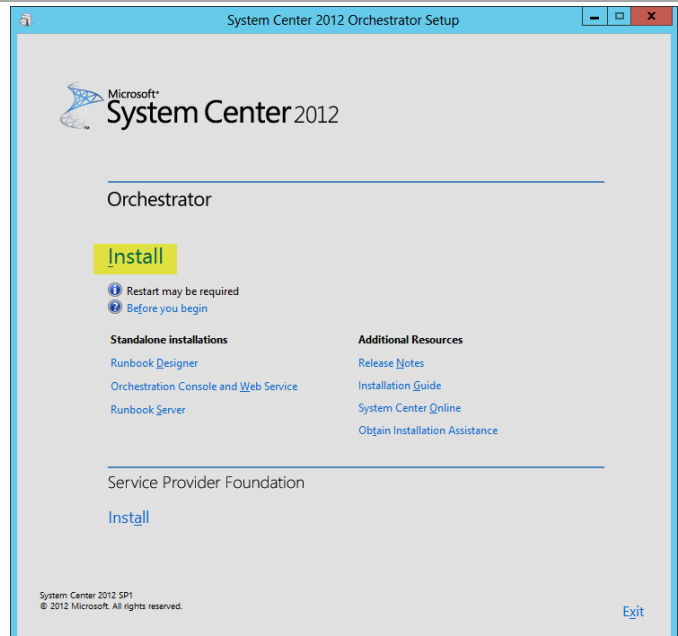 System Center 2012 Orchestrator Setup
Microsoft®
System Center 2012
Orchestrator
Install
Restart may be required
Before you begin
Standalone installations
Runbook Designer
Orchestration Console and Web Service
Runbook Server
Additional Resources
Release Notes
Installation Guide
System Center Online
Obtain Installation Assistance
Service Provider Foundation
Install
System Center 2012 SP1
© 2012 Microsoft. All rights reserved.
Exit